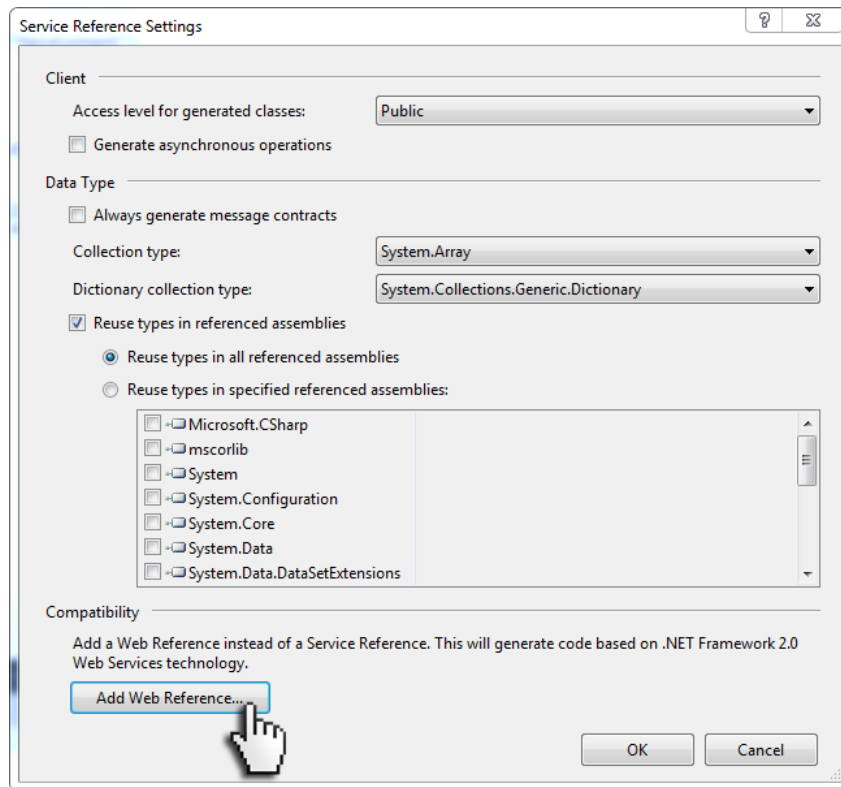 Service Reference Settings
Client
Access level for generated classes: Public
Generate asynchronous operations
Data Type
Always generate message contracts
Collection type: System.Array
Dictionary collection type: System.Collections.Generic.Dictionary
Reuse types in referenced assemblies
Reuse types in all referenced assemblies
Reuse types in specified referenced assemblies:
Microsoft.CSharp
mscorlib
System
System.Configuration
System.Core
System.Data
System.Data.DataSetExtensions
Compatibility
Add a Web Reference instead of a Service Reference. This will generate code based on .NET Framework 2.0
Web Services technology.
Add Web Reference...
OK Cancel